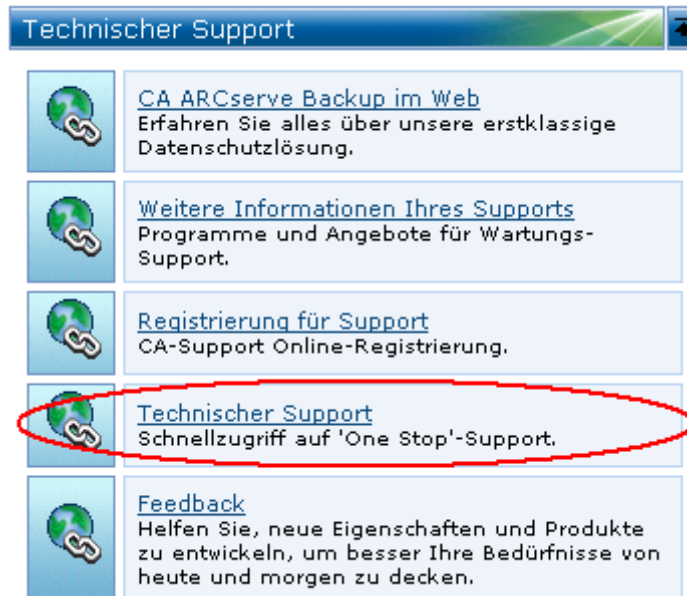 Technischer Support
CA ARCserve Backup im Web
Erfahren Sie alles über unsere erstklassige
Datenschutzlösung.
Weitere Informationen Ihres Supports
Programme und Angebote für Wartungs-
Support.
Registrierung für Support
CA-Support Online-Registrierung.
Technischer Support
Schnellzugriff auf 'One Stop'-Support.
Feedback
Helfen Sie, neue Eigenschaften und Produkte
zu entwickeln, um besser Ihre Bedürfnisse von
heute und morgen zu decken.